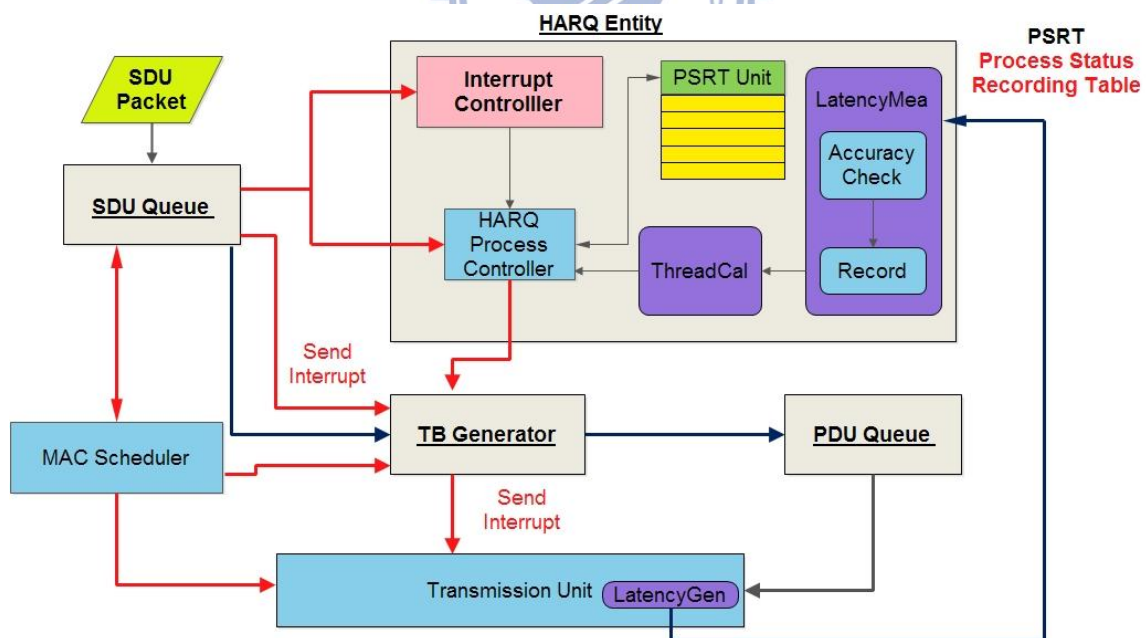 HARQ Entity
PSRT
Process Status
Recording Table
SDU
Packet
Interrupt
Controlller
PSRT Unit
LatencyMea
Accuracy
Check
SDU Queue
HARQ
Process
Controller
ThreadCal
Record
Send
Interrupt
TB Generator
PDU Queue
MAC Scheduler
Send
Interrupt
Transmission Unit
LatencyGen